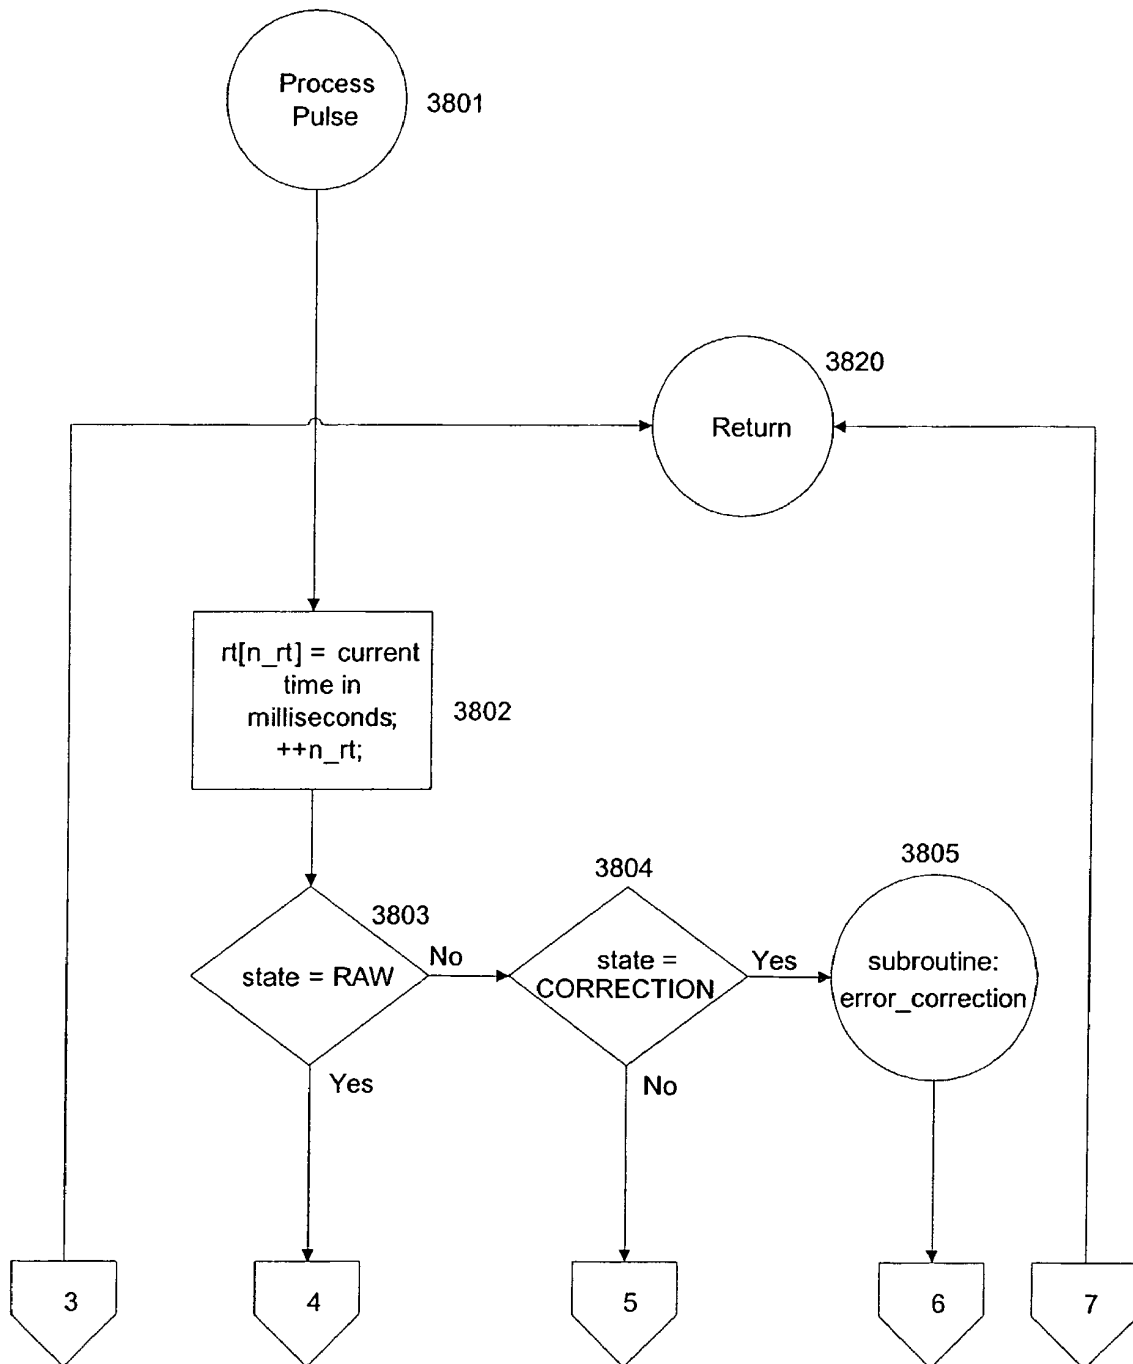 Process
Pulse
3801
3820
Return
rt[n_rt] = current
time in
milliseconds;
++n_rt;
3802
3803
state = RAW
No
Yes
3804
state =
CORRECTION
Yes
No
3805
subroutine:
error_correction
3
4
5
6
7